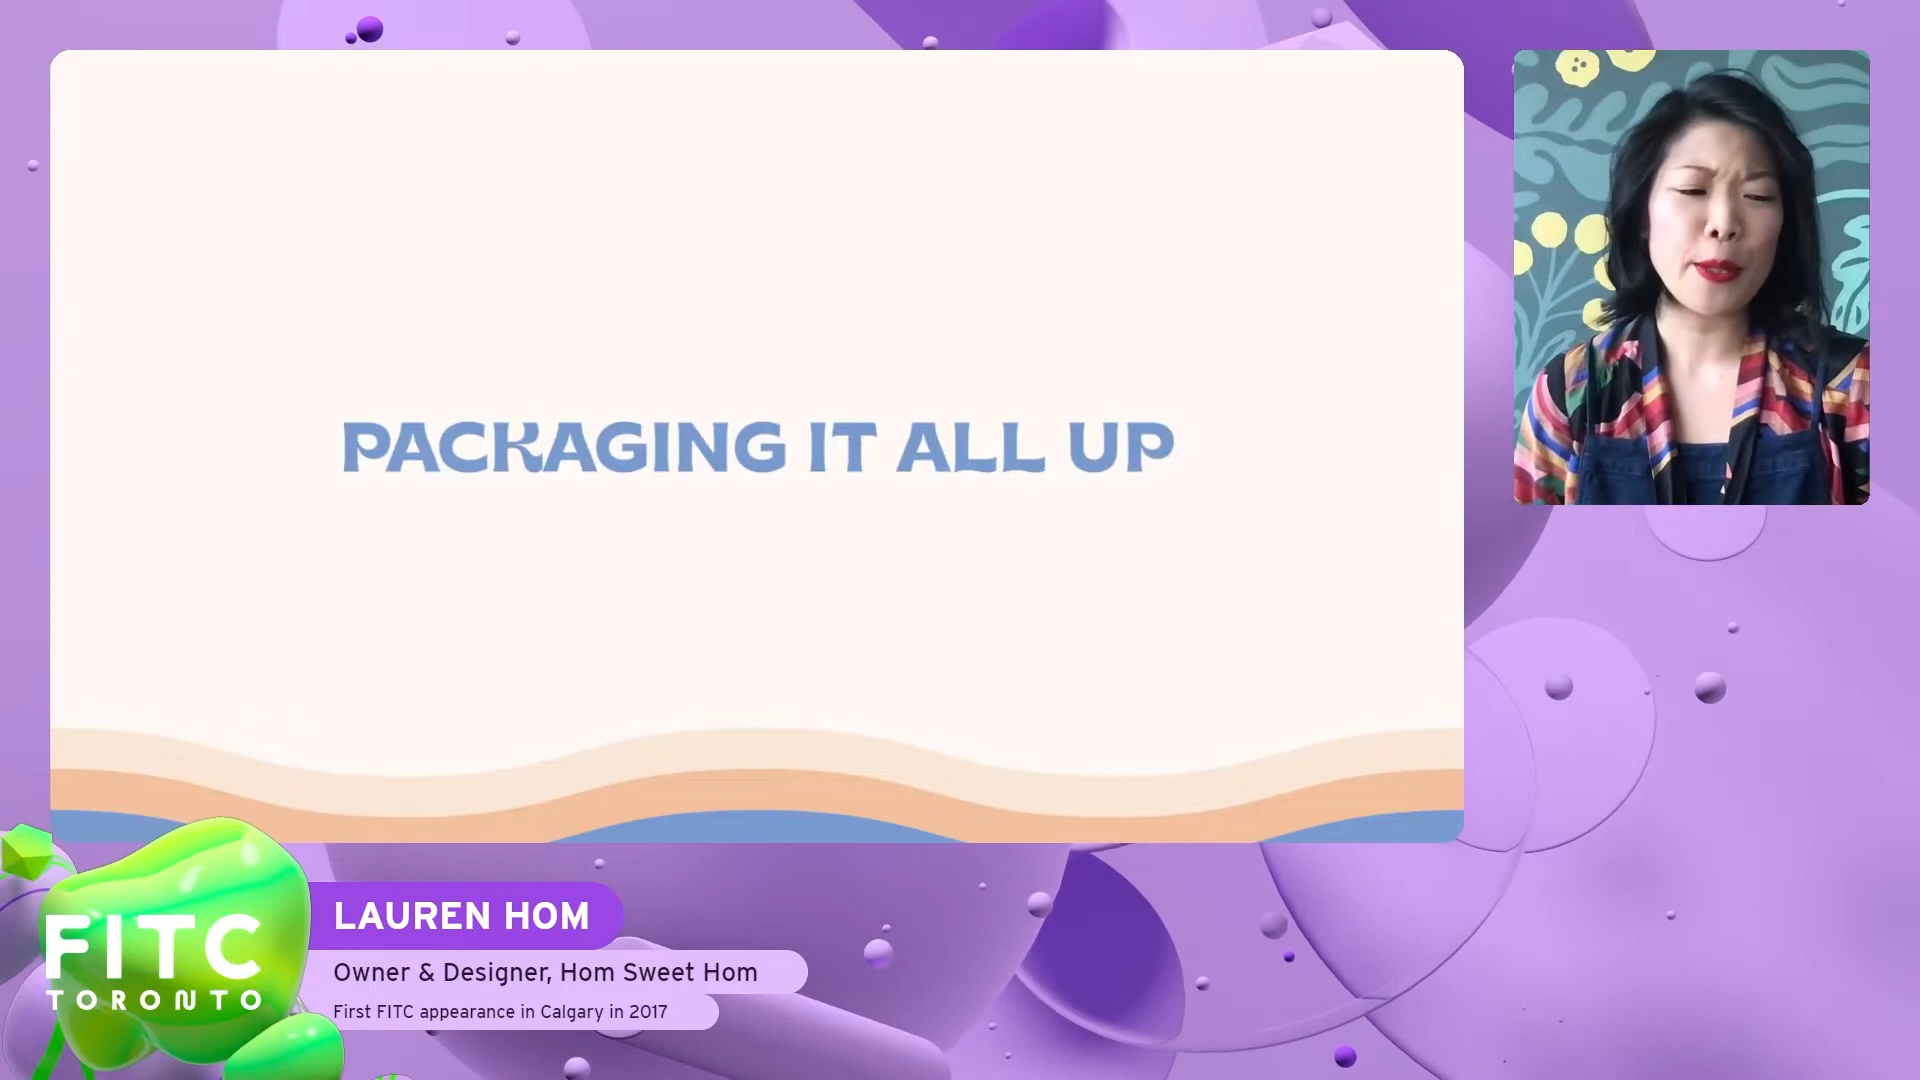 PACKAGING IT ALL UP
FITC
TORONTO
LAUREN HOM
Owner & Designer, Hom Sweet Hom
First FITC appearance in Calgary in 2017